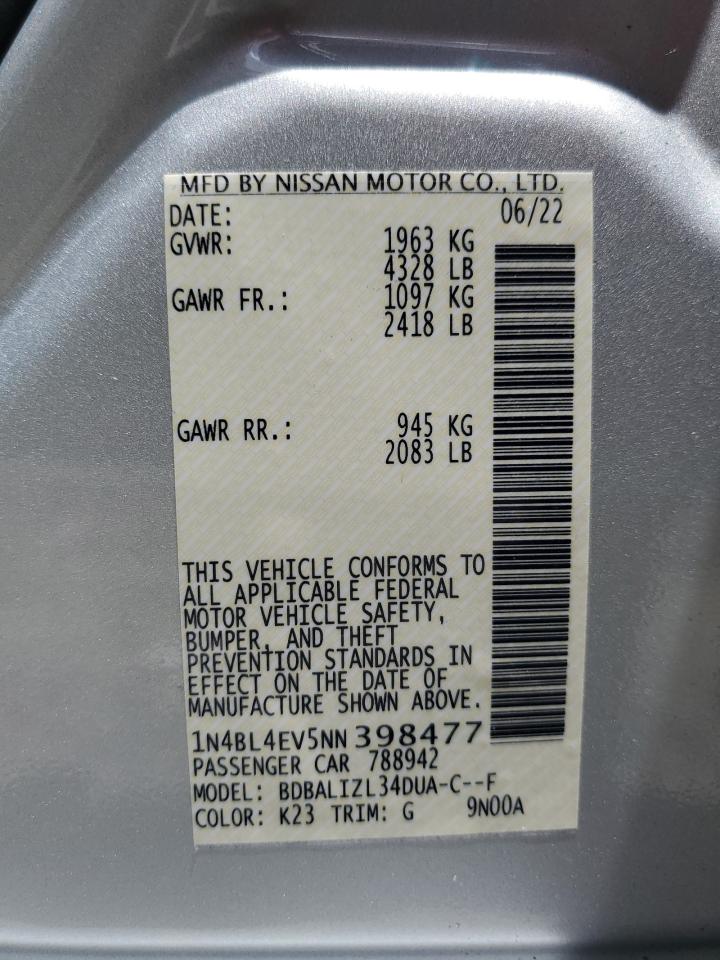 MFD BY NISSAN MOTOR CO., LTD.
DATE: 06/22
GVWR: 1963 KG
4328 LB
GAWR FR.: 1097 KG
2418 LB
GAWR RR.: 945 KG
2083 LB
THIS VEHICLE CONFORMS TO
ALL APPLICABLE FEDERAL
MOTOR VEHICLE SAFETY,
BUMPER, AND THEFT
PREVENTION STANDARDS IN
EFFECT ON THE DATE OF
MANUFACTURE SHOWN ABOVE.
1N4BL4EV5NN398477
PASSENGER CAR 788942
MODEL: BDBALIZL34DUA-C--F
COLOR: K23 TRIM: G 9N00A